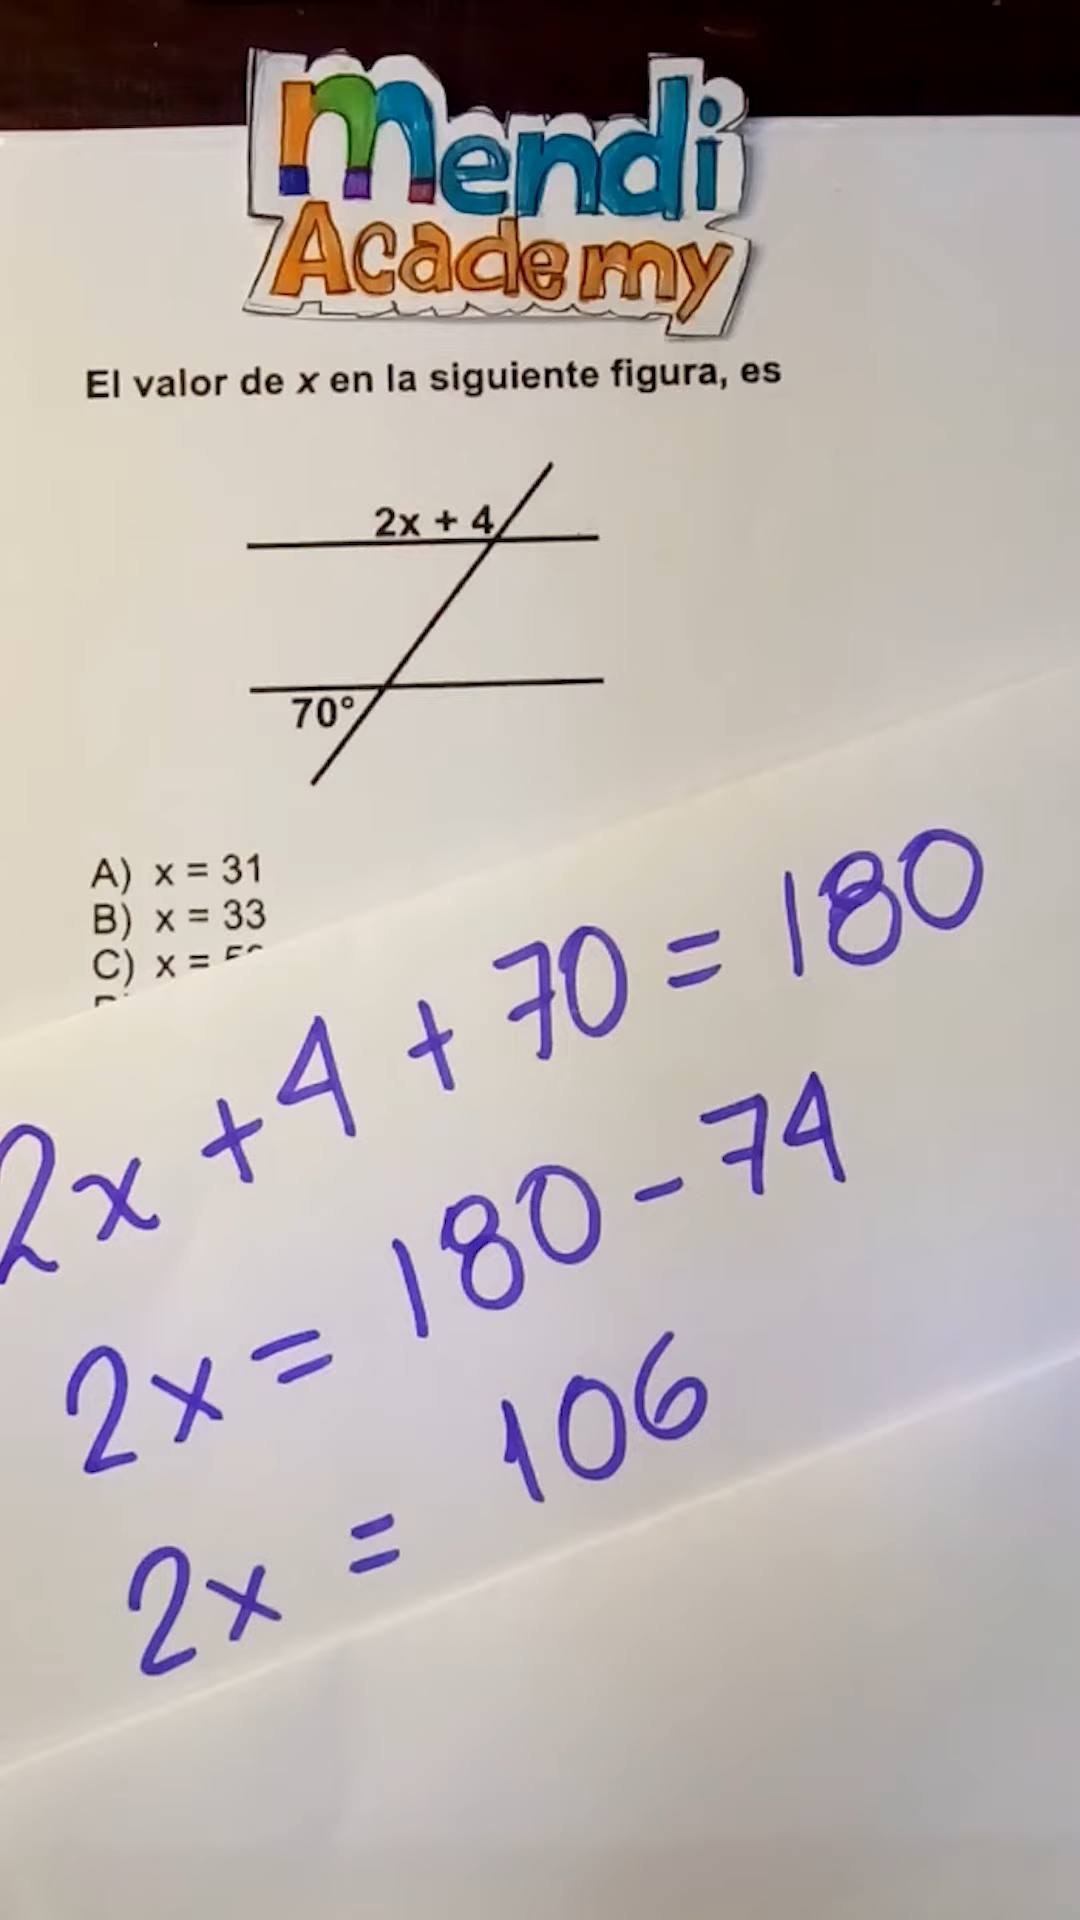 Mendi
Academy
El valor de x en la siguiente figura, es
2x + 4
70°
A) x = 31
B) x = 33
C) x =
2x + 4 + 70 = 180
2x = 180 - 74
2x = 106